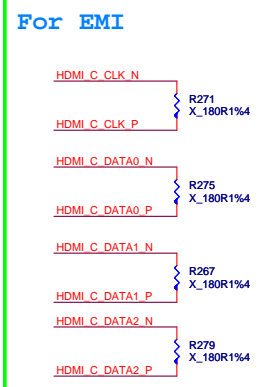 For EMI
HDMI_C_CLK_N
R271
X_180R1%4
HDMI_C_CLK_P
HDMI_C_DATA0_N
R275
X_180R1%4
HDMI_C_DATA0_P
HDMI_C_DATA1_N
R267
X_180R1%4
HDMI_C_DATA1_P
HDMI_C_DATA2_N
R279
X_180R1%4
HDMI_C_DATA2_P